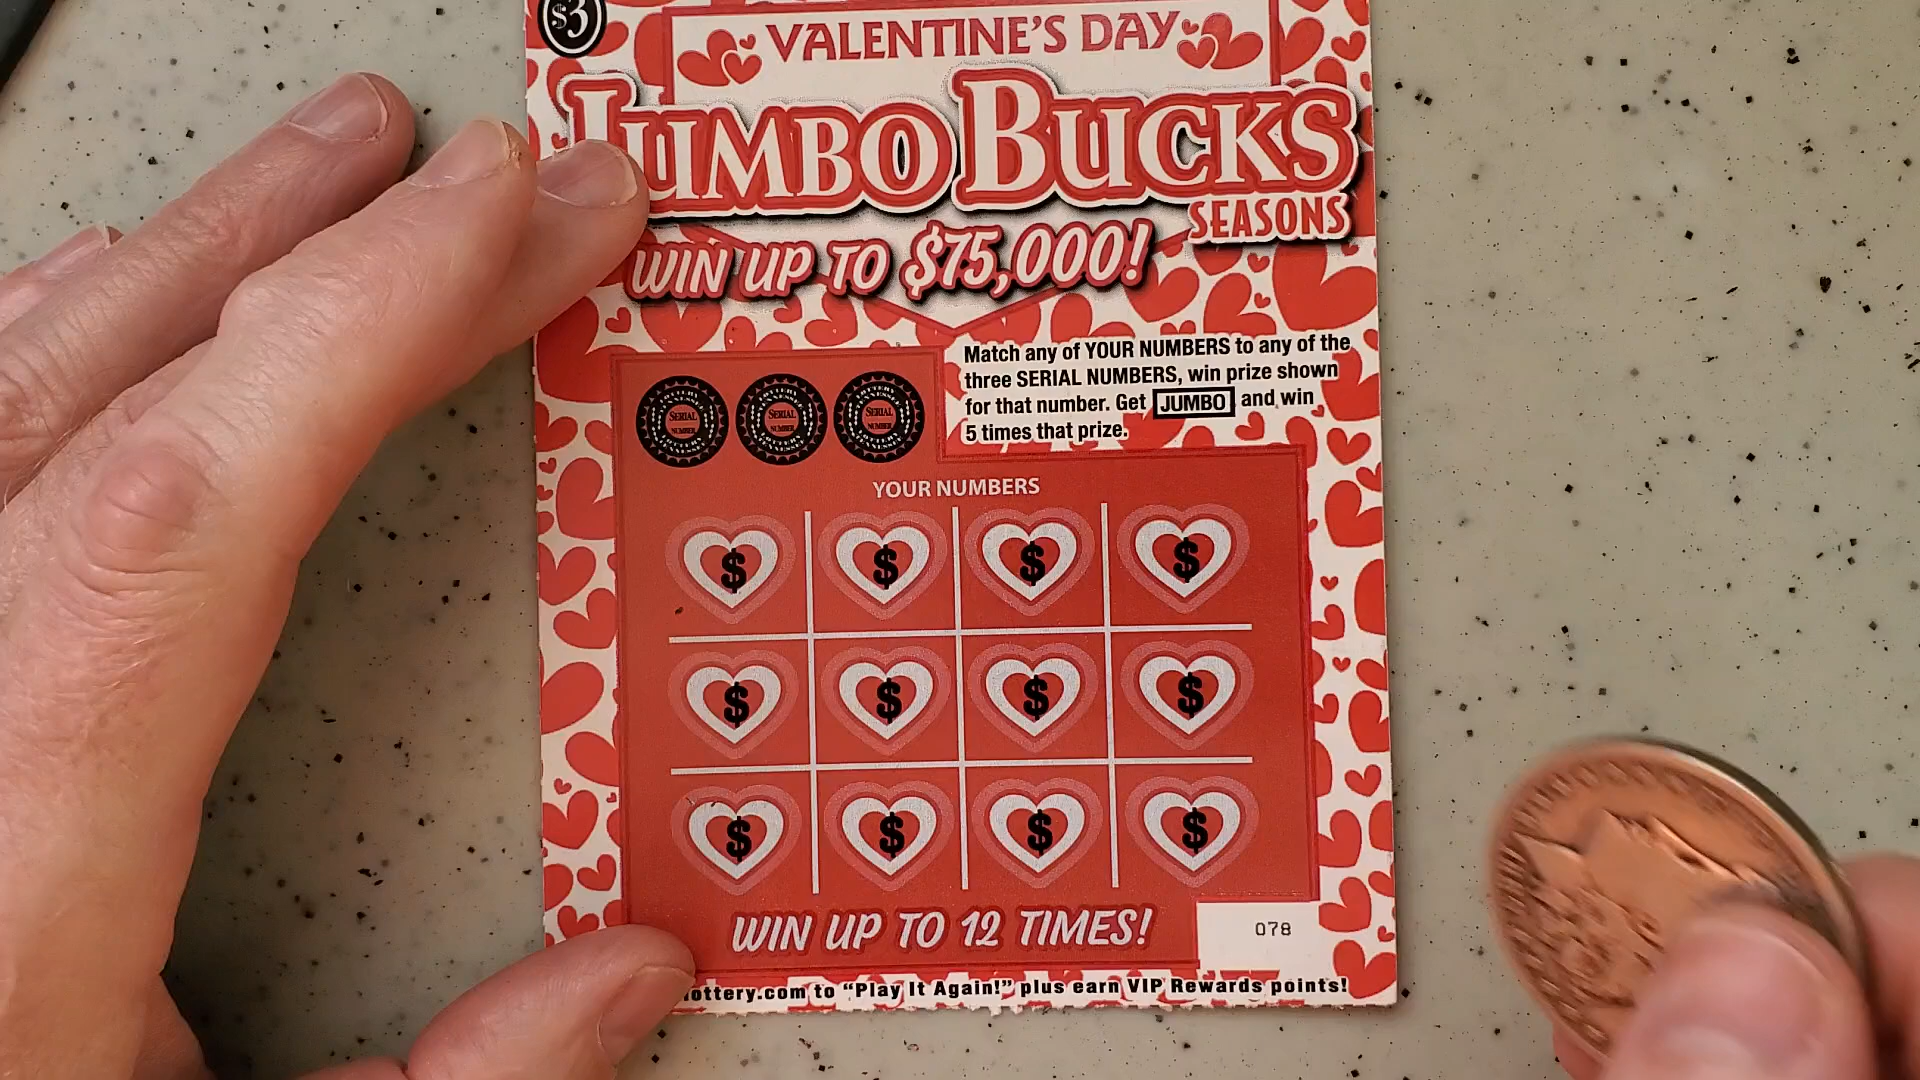 $3
VALENTINE'S DAY
JUMBO BUCKS
SEASONS
WIN UP TO $75,000!
Match any of YOUR NUMBERS to any of the
three SERIAL NUMBERS, win prize shown
for that number. Get JUMBO and win
5 times that prize.
SERIAL NUMBER
SERIAL NUMBER
SERIAL NUMBER
YOUR NUMBERS
$ $ $ $
$ $ $ $
$ $ $ $
WIN UP TO 12 TIMES!
078
lottery.com to “Play It Again!” plus earn VIP Rewards points!